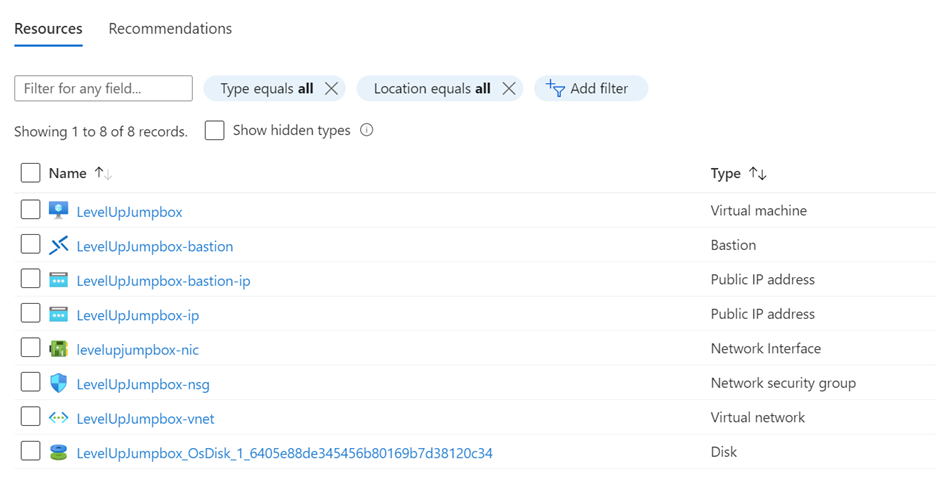 Resources Recommendations
Filter for any field... Type equals all Location equals all Add filter
Showing 1 to 8 of 8 records. Show hidden types
Name Type
LevelUpJumpbox Virtual machine
LevelUpJumpbox-bastion Bastion
LevelUpJumpbox-bastion-ip Public IP address
LevelUpJumpbox-ip Public IP address
levelupjumpbox-nic Network Interface
LevelUpJumpbox-nsg Network security group
LevelUpJumpbox-vnet Virtual network
LevelUpJumpbox_OsDisk_1_6405e88de345456b80169b7d38120c34 Disk